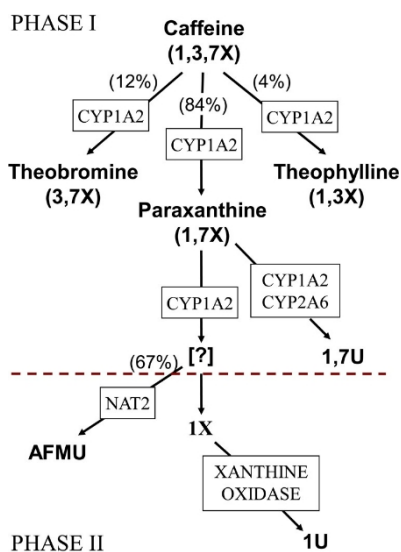 PHASE I
Caffeine
(1,3,7X)
(12%)
(84%)
(4%)
CYP1A2
CYP1A2
CYP1A2
Theobromine
(3,7X)
Theophylline
(1,3X)
Paraxanthine
(1,7X)
CYP1A2
CYP1A2
CYP2A6
(67%)
[?]
1,7U
NAT2
AFMU
1X
XANTHINE
OXIDASE
PHASE II
1U